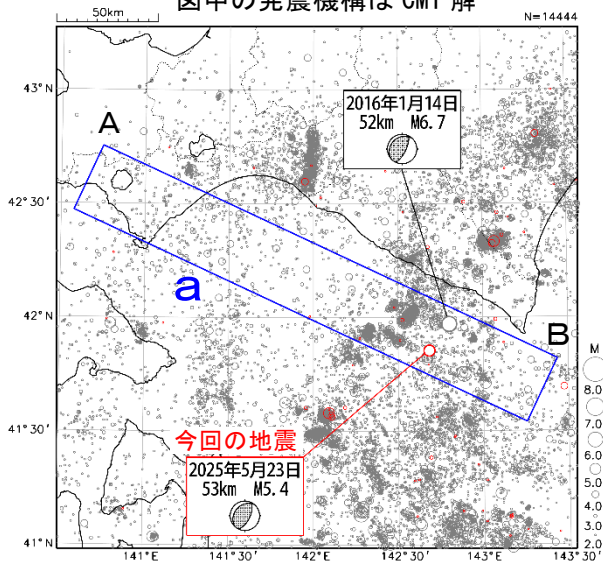 図中の発震機構は CMT 解
50km
N=14444
43°N
A
2016年1月14日
52km M6.7
42°30'
a
42°N
B
M
8.0
7.0
6.0
5.0
4.0
3.0
2.0
41°30'
今回の地震
2025年5月23日
53km M5.4
41°N
141°E
141°30'
142°E
142°30'
143°E
143°30'